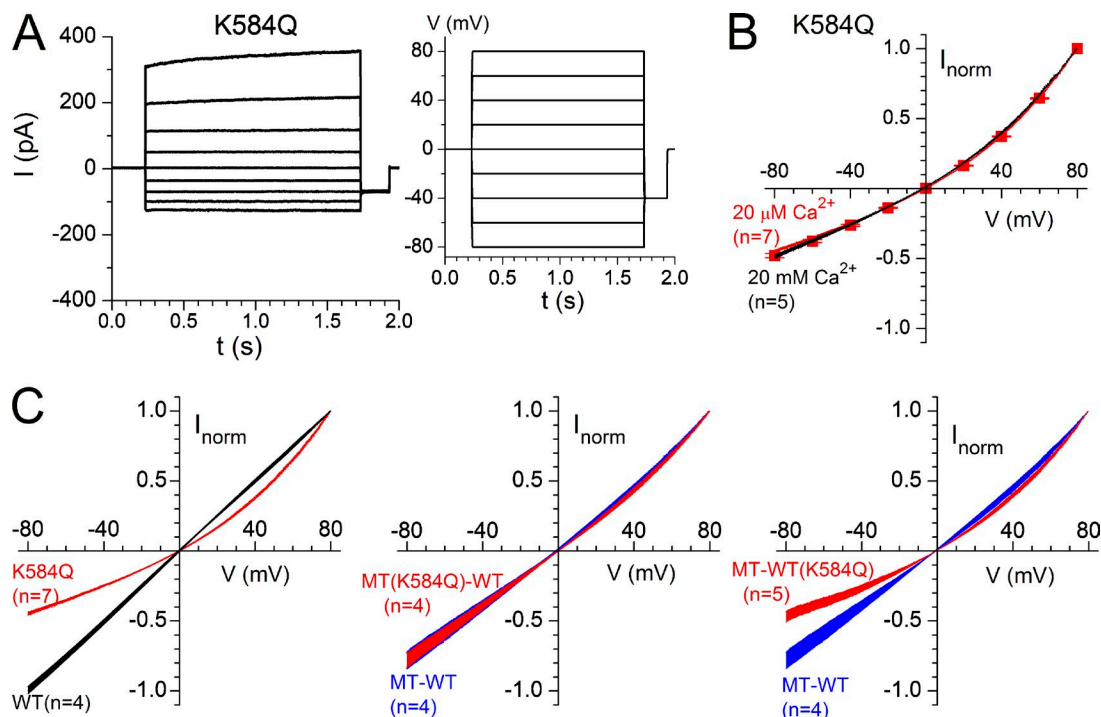 A
K584Q
I (pA)
400
200
0
-200
-400
0.0 0.5 1.0 1.5 2.0
t (s)
V (mV)
80
40
0
-40
-80
0.0 0.5 1.0 1.5 2.0
t (s)
B
K584Q
I norm
1.0
0.5
-80 -40 40 80
V (mV)
20 μM Ca2+
(n=7)
20 mM Ca2+
(n=5)
-0.5
-1.0
C
1.0
I norm
0.5
-80 -40 40 80
V (mV)
K584Q
(n=7)
-0.5
-1.0
WT(n=4)
1.0
I norm
0.5
-80 -40 40 80
V (mV)
MT(K584Q)-WT
(n=4)
-0.5
MT-WT
(n=4)
-1.0
1.0
I norm
0.5
-80 -40 40 80
V (mV)
MT-WT(K584Q)
(n=5)
-0.5
MT-WT
(n=4)
-1.0